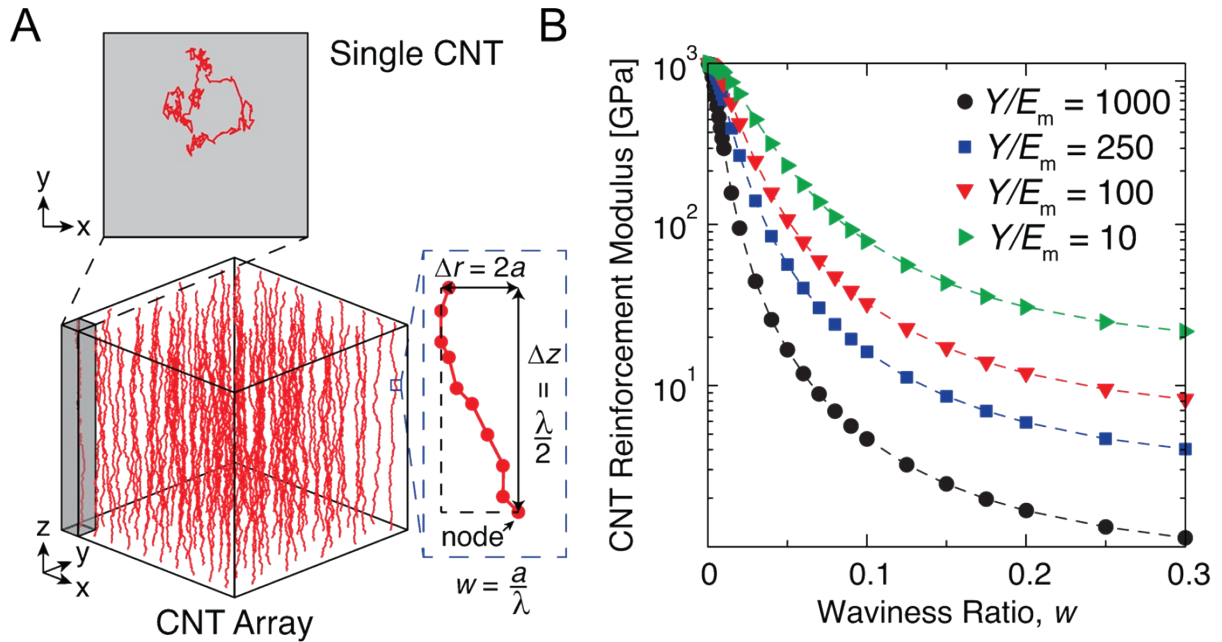 A
Single CNT
y
x
Δr = 2a
Δz = λ/2
node
w = a/λ
z
y
x
CNT Array
B
CNT Reinforcement Modulus [GPa]
10³
10²
10¹
Y/Eₘ = 1000
Y/Eₘ = 250
Y/Eₘ = 100
Y/Eₘ = 10
0 0.1 0.2 0.3
Waviness Ratio, w